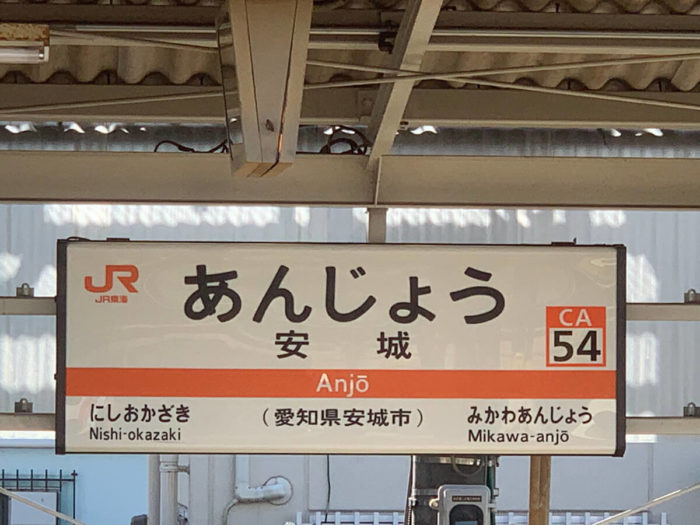 JR
JR東海
あんじょう
安城
CA
54
Anjō
にしおかざき
Nishi-okazaki
（愛知県安城市）
みかわあんじょう
Mikawa-anjō